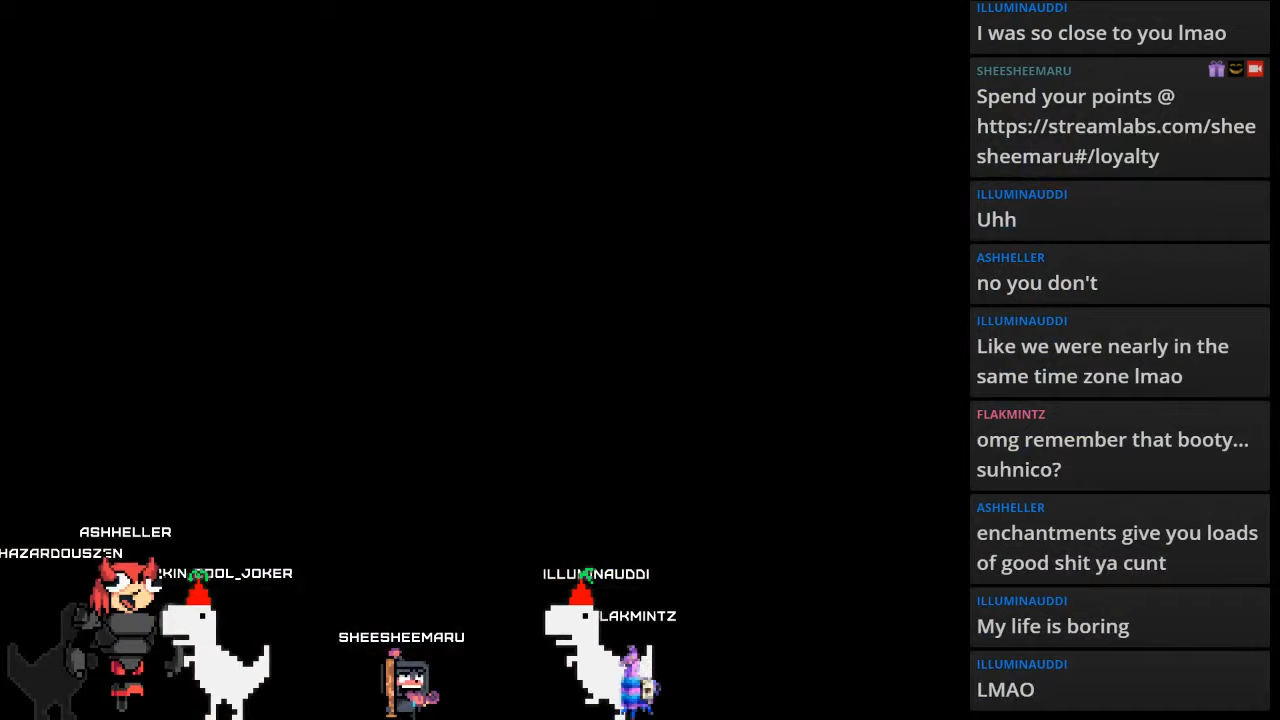 ILLUMINAUDDI
I was so close to you lmao
SHEESHEEMARU
Spend your points @
https://streamlabs.com/shee
sheemaru#/loyalty
ILLUMINAUDDI
Uhh
ASHHELLER
no you don't
ILLUMINAUDDI
Like we were nearly in the
same time zone lmao
FLAKMINTZ
omg remember that booty...
suhnico?
ASHHELLER
enchantments give you loads
of good shit ya cunt
ILLUMINAUDDI
My life is boring
ILLUMINAUDDI
LMAO
ASHHELLER
HAZARDOUSZEN
ILLUMINAUDDI
FLAKMINTZ
SHEESHEEMARU